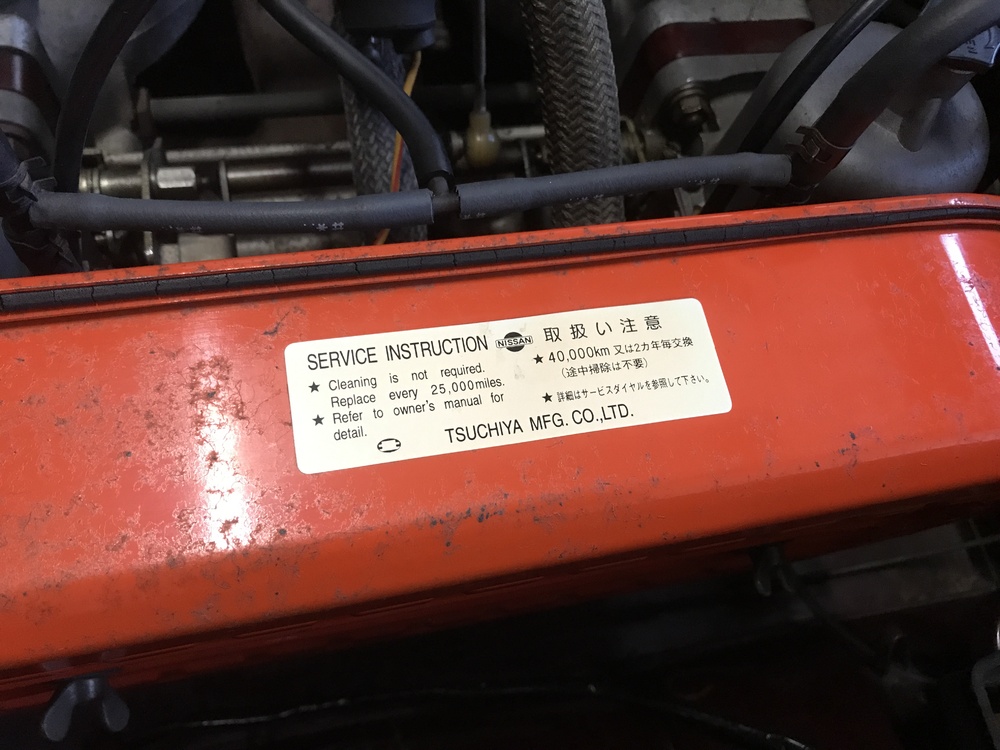 SERVICE INSTRUCTION NISSAN 取扱い注意
★ Cleaning is not required.
Replace every 25,000miles.
★ Refer to owner's manual for
detail.
★ 40,000km 又は2カ年毎交換
(途中掃除は不要)
★ 詳細はサービスダイヤルを参照して下さい。
TSUCHIYA MFG. CO.,LTD.